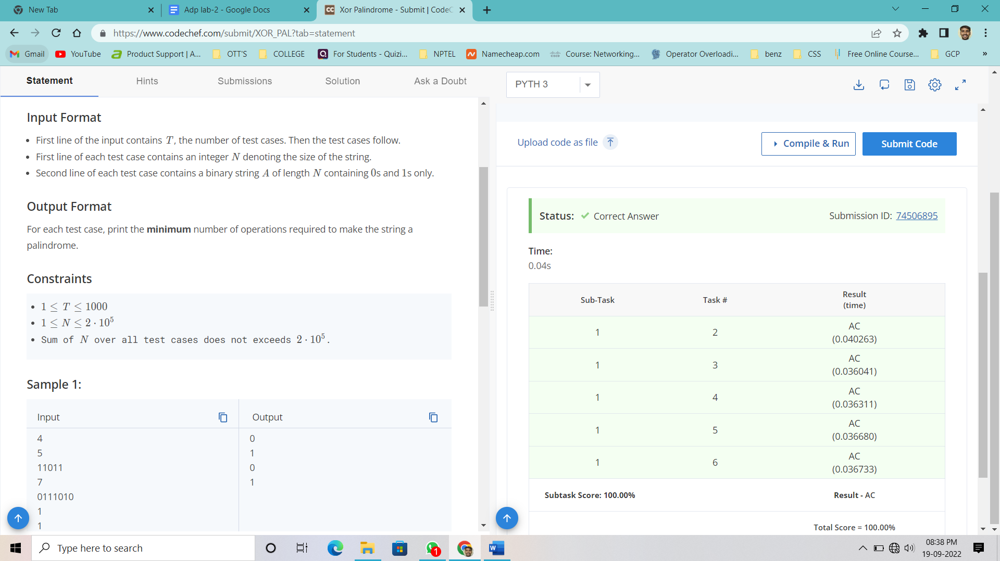 New Tab
Adp lab-2 - Google Docs
CC Xor Palindrome - Submit | CodeC
https://www.codechef.com/submit/XOR_PAL?tab=statement
Gmail
YouTube
Product Support | A...
OTT'S
COLLEGE
Q For Students - Quizi...
NPTEL
Namecheap.com
cisco Course: Networking...
Operator Overloadi...
benz
CSS
Free Online Course...
GCP
»
Statement
Hints
Submissions
Solution
Ask a Doubt
Input Format
• First line of the input contains T, the number of test cases. Then the test cases follow.
• First line of each test case contains an integer N denoting the size of the string.
• Second line of each test case contains a binary string A of length N containing 0s and 1s only.
Output Format
For each test case, print the minimum number of operations required to make the string a
palindrome.
Constraints
• 1 ≤ T ≤ 1000
• 1 ≤ N ≤ 2 · 10⁵
• Sum of N over all test cases does not exceeds 2 · 10⁵.
Sample 1:
Input
Output
4
0
5
1
11011
0
7
1
0111010
1
1
PYTH 3
Upload code as file
Compile & Run
Submit Code
Status: ✓ Correct Answer
Submission ID: 74506895
Time:
0.04s
Sub-Task
Task #
Result
(time)
1
2
AC
(0.040263)
1
3
AC
(0.036041)
1
4
AC
(0.036311)
1
5
AC
(0.036680)
1
6
AC
(0.036733)
Subtask Score: 100.00%
Result - AC
Total Score = 100.00%
Type here to search
1
W
08:38 PM
19-09-2022